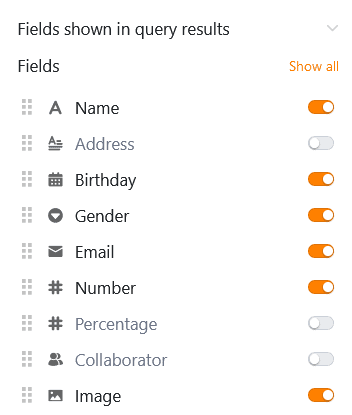 Fields shown in query results
Fields Show all
Name
Address
Birthday
Gender
Email
Number
Percentage
Collaborator
Image